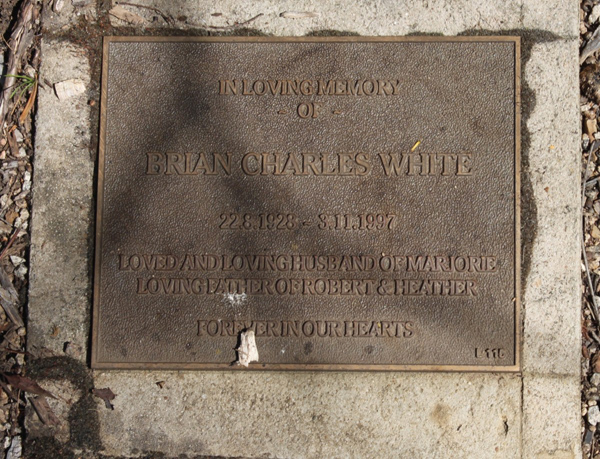 IN LOVING MEMORY
- OF -
BRIAN CHARLES WHITE
22.8.1928 - 3.11.1997
LOVED AND LOVING HUSBAND OF MARJORIE
LOVING FATHER OF ROBERT & HEATHER
FOREVER IN OUR HEARTS